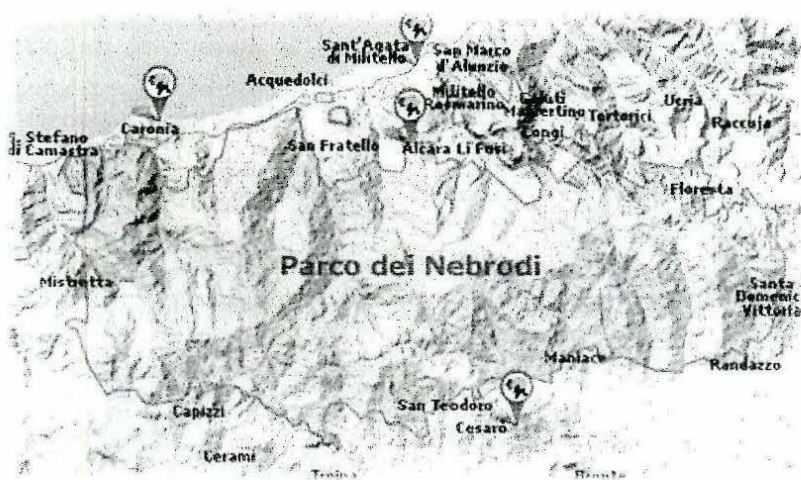 Sant'Agata
di Militello
San Marco
d'Alunzio
Acquedolci
Militello
Rosmarino
Galati
Mamertino
Ucria
Caronia
Tortorici
Raccuja
S. Stefano
di Camastra
San Fratello
Alcara Li Fusi
Longi
Floresta
Parco dei Nebrodi
Mistretta
Santa
Domenica
Vittoria
Maniace
Randazzo
Capizzi
San Teodoro
Cesarò
Cerami
Troina
Bronte